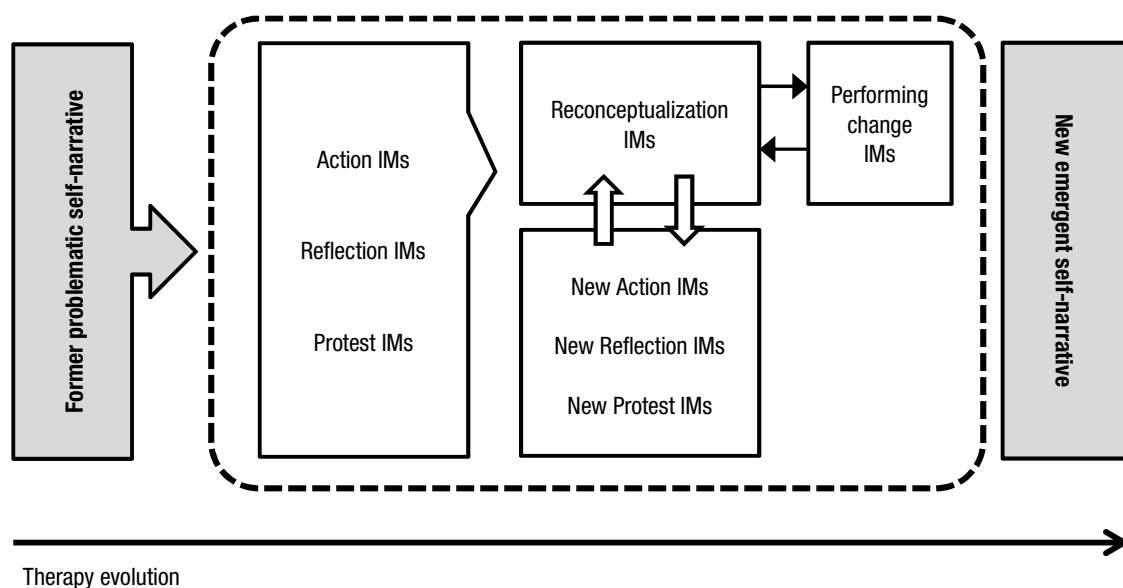 Former problematic self-narrative
Action IMs
Reflection IMs
Protest IMs
Reconceptualization
IMs
New Action IMs
New Reflection IMs
New Protest IMs
Performing
change
IMs
New emergent self-narrative
Therapy evolution